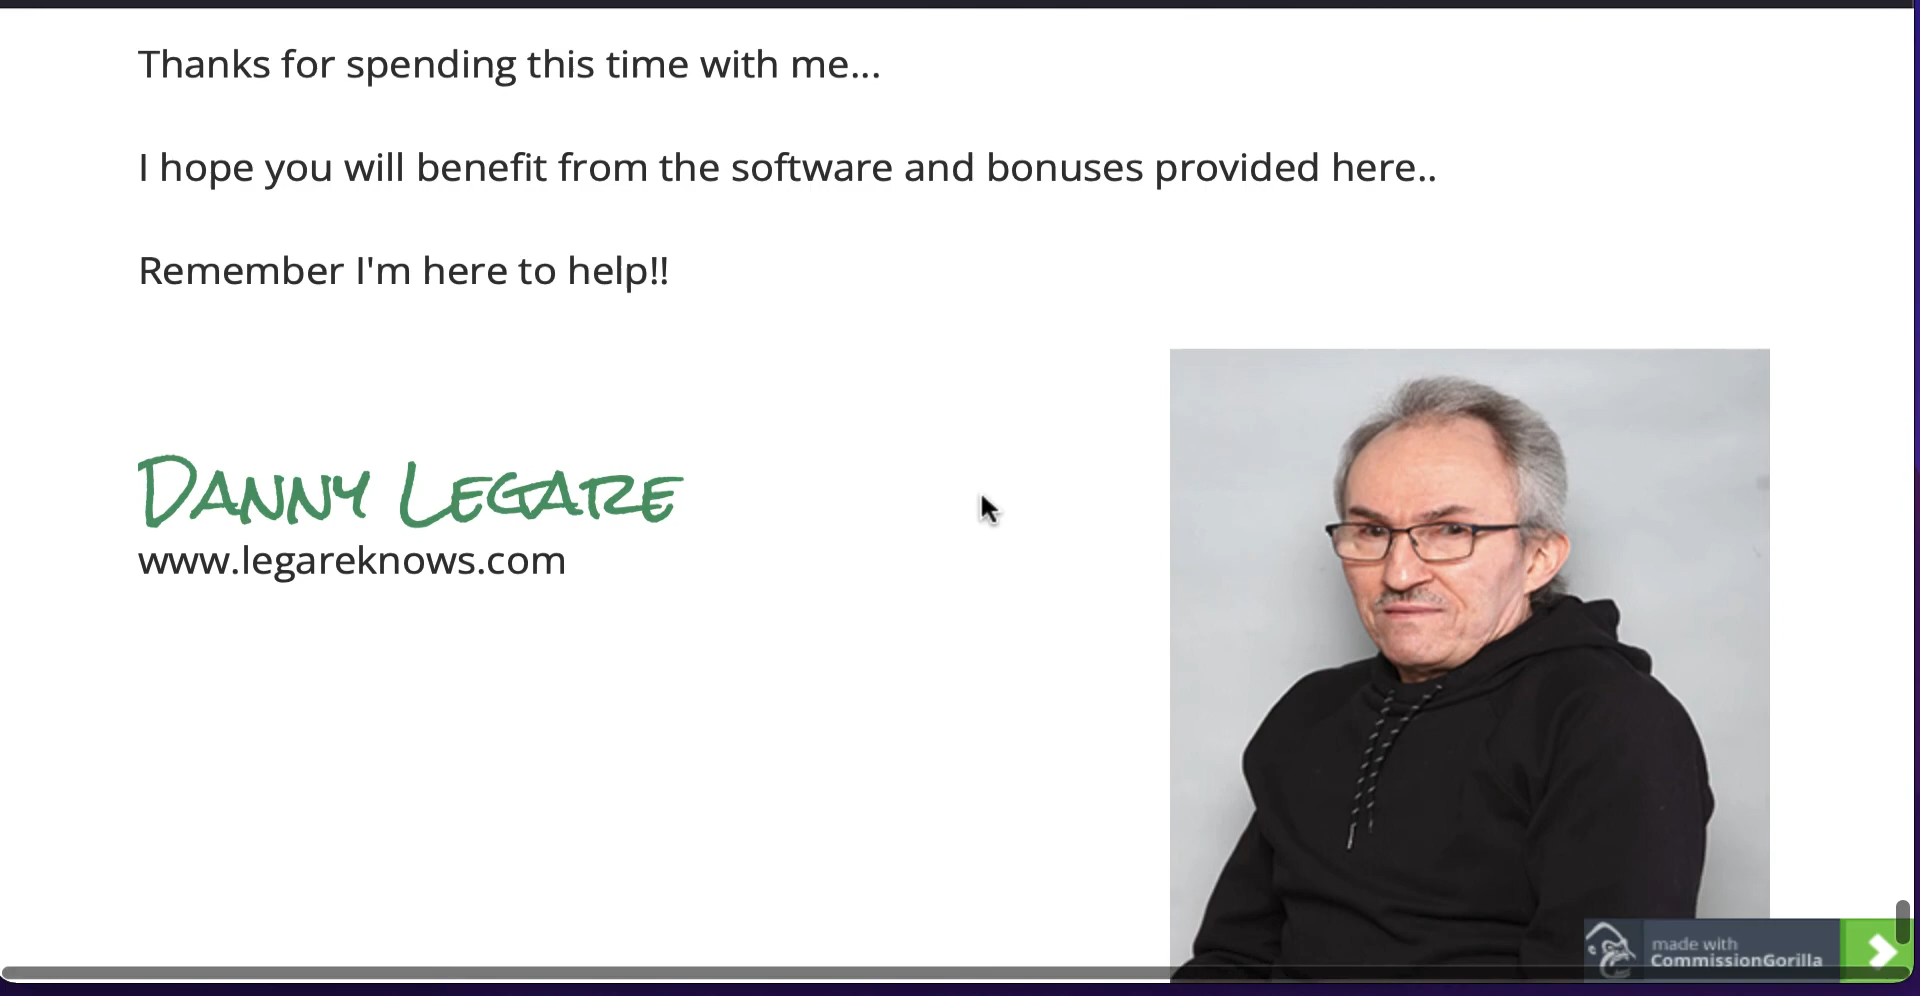 Thanks for spending this time with me...
I hope you will benefit from the software and bonuses provided here..
Remember I'm here to help!!
DANNY LEGARE
www.legareknows.com
made with
CommissionGorilla